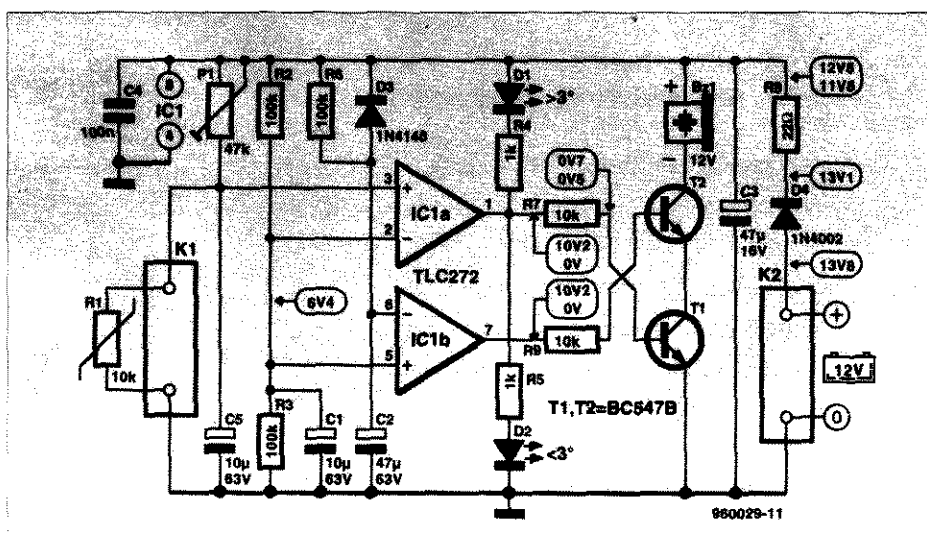 C4
100n
8
IC1
4
P1
47k
R2
100k
R6
100k
D3
1N4148
D1
>3°
R4
1k
+
Bz1
12V
−
12V8
11V8
R8
22Ω
13V1
D4
1N4002
13V8
K2
+
12V
0
C3
47µ
16V
0V7
0V6
T2
3
+
IC1a
1
2
−
R7
10k
10V2
0V
TLC272
10V2
0V
K1
R1
10k
6V4
6
−
IC1b
7
5
+
R9
10k
T1
R5
1k
T1,T2=BC547B
C5
10µ
63V
R3
100k
C1
10µ
63V
C2
47µ
63V
D2
<3°
960029-11